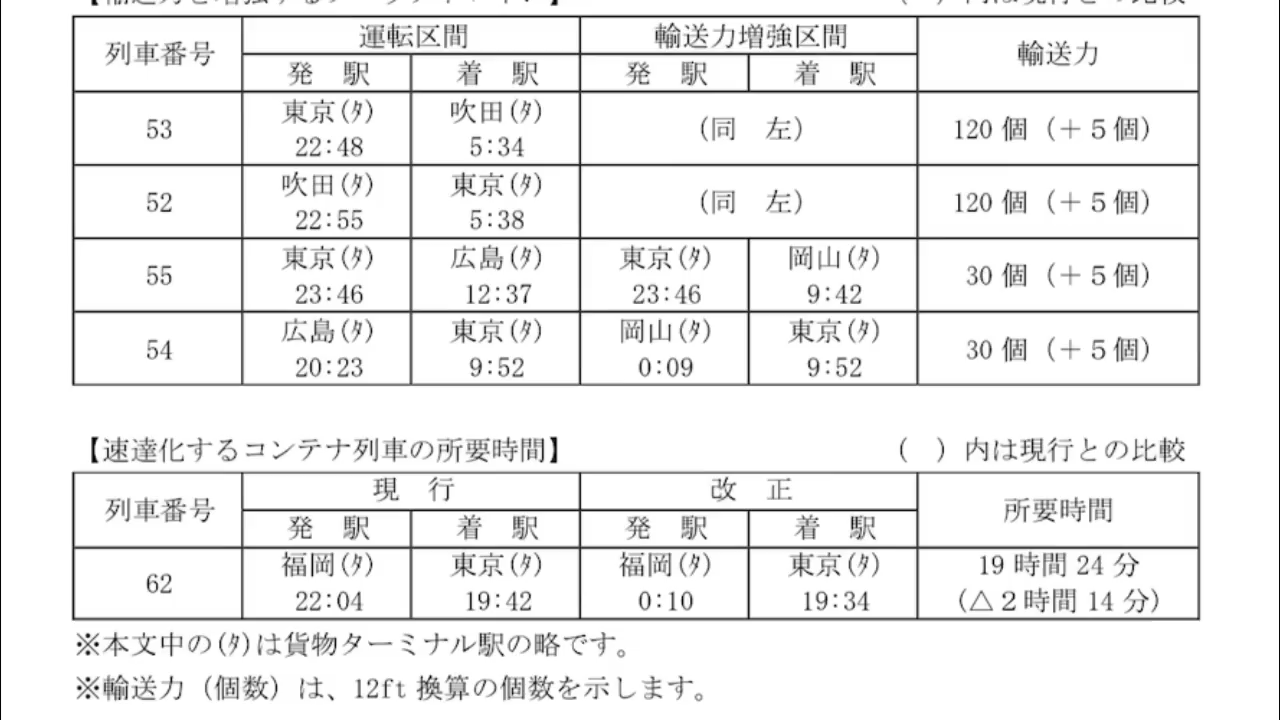 （ ）内は現行との比較
列車番号 運転区間 輸送力増強区間 輸送力
発 駅 着 駅 発 駅 着 駅
53 東京(ﾀ) 22:48 吹田(ﾀ) 5:34 （同 左） 120 個（＋５個）
52 吹田(ﾀ) 22:55 東京(ﾀ) 5:38 （同 左） 120 個（＋５個）
55 東京(ﾀ) 23:46 広島(ﾀ) 12:37 東京(ﾀ) 23:46 岡山(ﾀ) 9:42 30 個（＋５個）
54 広島(ﾀ) 20:23 東京(ﾀ) 9:52 岡山(ﾀ) 0:09 東京(ﾀ) 9:52 30 個（＋５個）
【速達化するコンテナ列車の所要時間】 （ ）内は現行との比較
列車番号 現 行 改 正 所要時間
発 駅 着 駅 発 駅 着 駅
62 福岡(ﾀ) 22:04 東京(ﾀ) 19:42 福岡(ﾀ) 0:10 東京(ﾀ) 19:34 19 時間 24 分 （△２時間 14 分）
※本文中の(ﾀ)は貨物ターミナル駅の略です。
※輸送力（個数）は、12ft 換算の個数を示します。